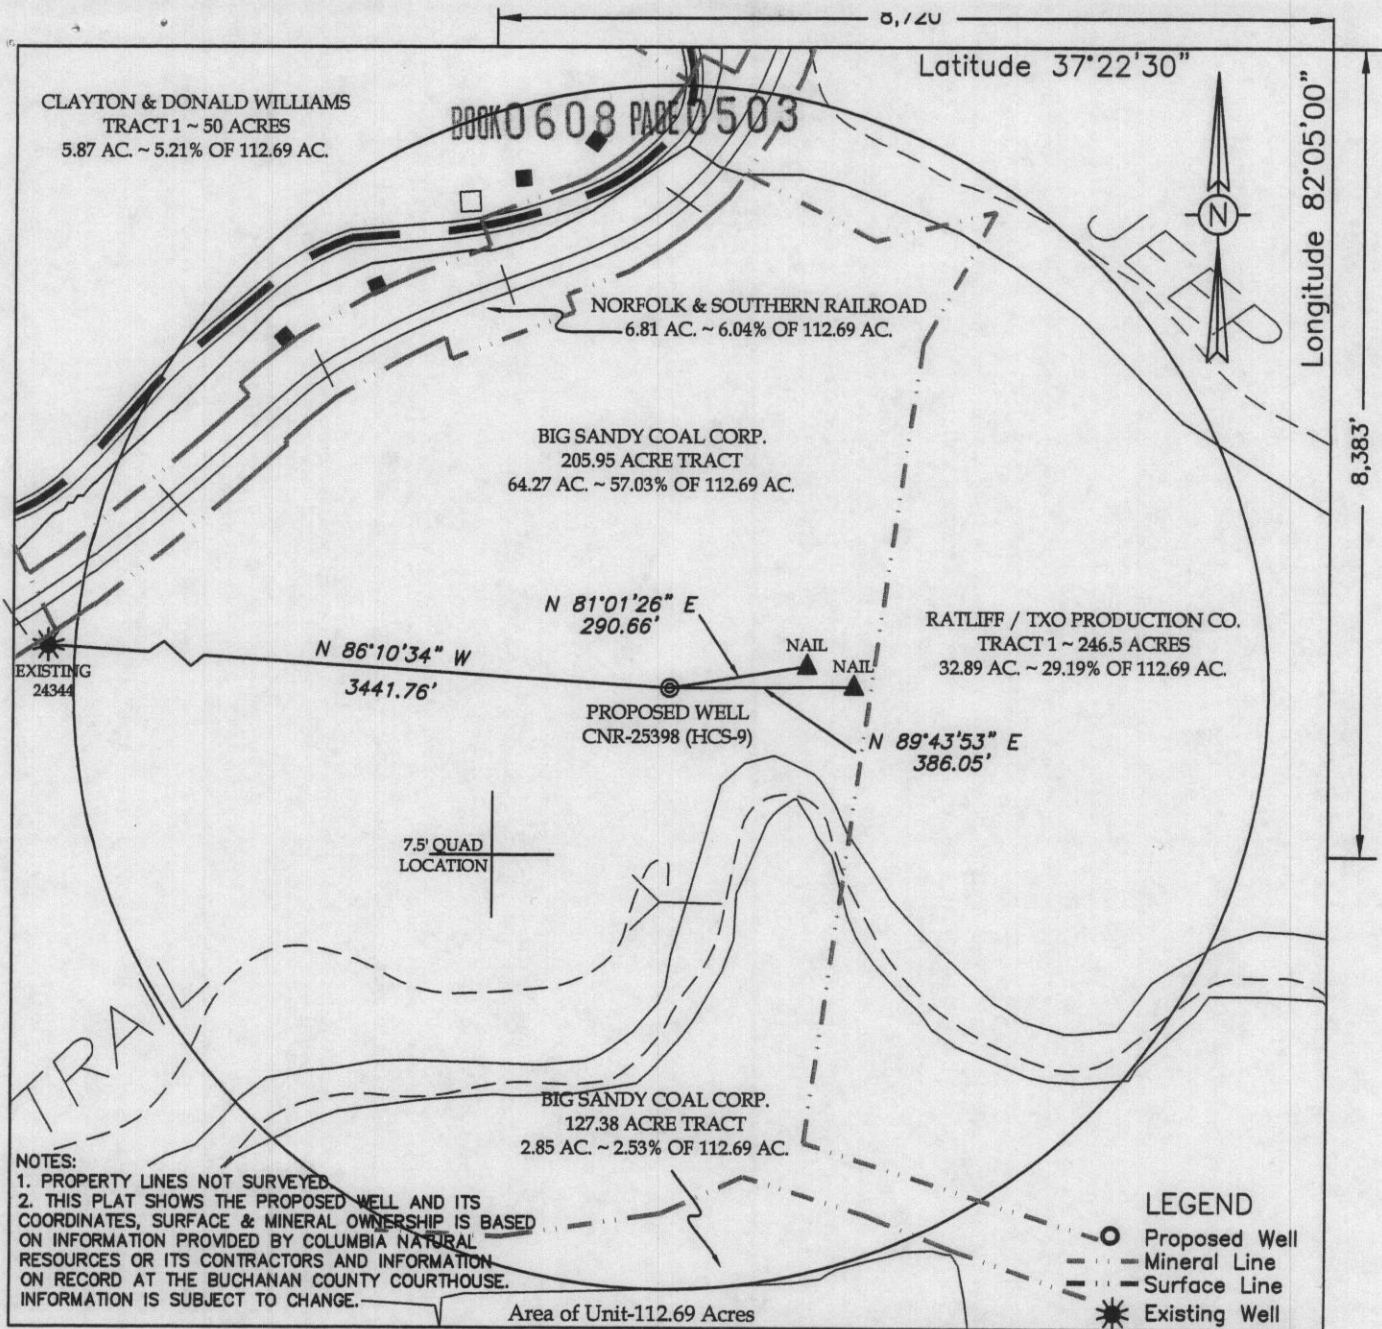 8,720
Latitude 37°22'30"
Longitude 82°05'00"
8,383'
CLAYTON & DONALD WILLIAMS
TRACT 1 ~ 50 ACRES
5.87 AC. ~ 5.21% OF 112.69 AC.
BOOK 0608 PAGE 0503
N
JEEP
NORFOLK & SOUTHERN RAILROAD
6.81 AC. ~ 6.04% OF 112.69 AC.
BIG SANDY COAL CORP.
205.95 ACRE TRACT
64.27 AC. ~ 57.03% OF 112.69 AC.
N 81°01'26" E
290.66'
NAIL
NAIL
RATLIFF / TXO PRODUCTION CO.
TRACT 1 ~ 246.5 ACRES
32.89 AC. ~ 29.19% OF 112.69 AC.
N 86°10'34" W
3441.76'
EXISTING
24344
PROPOSED WELL
CNR-25398 (HCS-9)
N 89°43'53" E
386.05'
7.5' QUAD
LOCATION
TRAIL
BIG SANDY COAL CORP.
127.38 ACRE TRACT
2.85 AC. ~ 2.53% OF 112.69 AC.
NOTES:
1. PROPERTY LINES NOT SURVEYED.
2. THIS PLAT SHOWS THE PROPOSED WELL AND ITS
COORDINATES, SURFACE & MINERAL OWNERSHIP IS BASED
ON INFORMATION PROVIDED BY COLUMBIA NATURAL
RESOURCES OR ITS CONTRACTORS AND INFORMATION
ON RECORD AT THE BUCHANAN COUNTY COURTHOUSE.
INFORMATION IS SUBJECT TO CHANGE.
Area of Unit-112.69 Acres
LEGEND
Proposed Well
Mineral Line
Surface Line
Existing Well